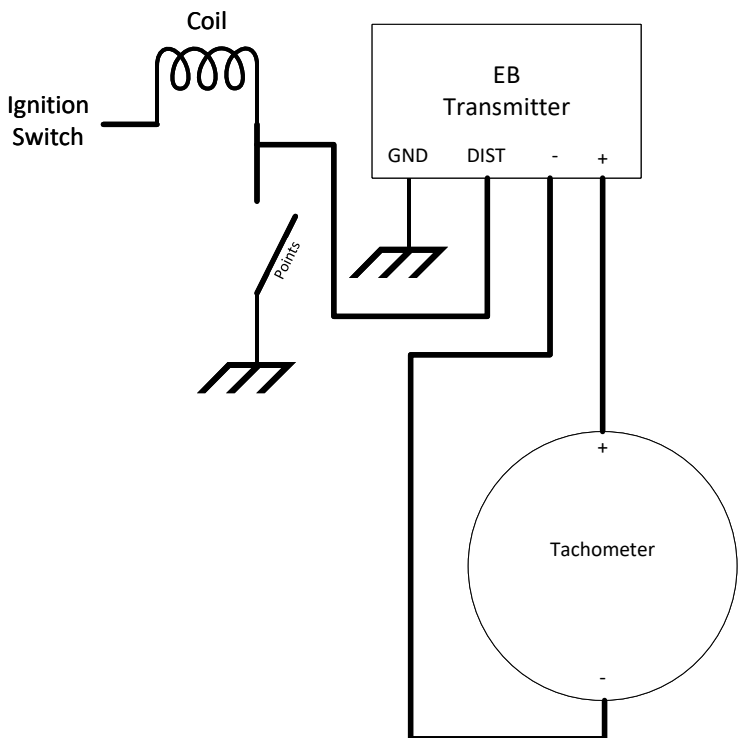 Coil
Ignition
Switch
EB
Transmitter
GND DIST - +
Points
+
Tachometer
-